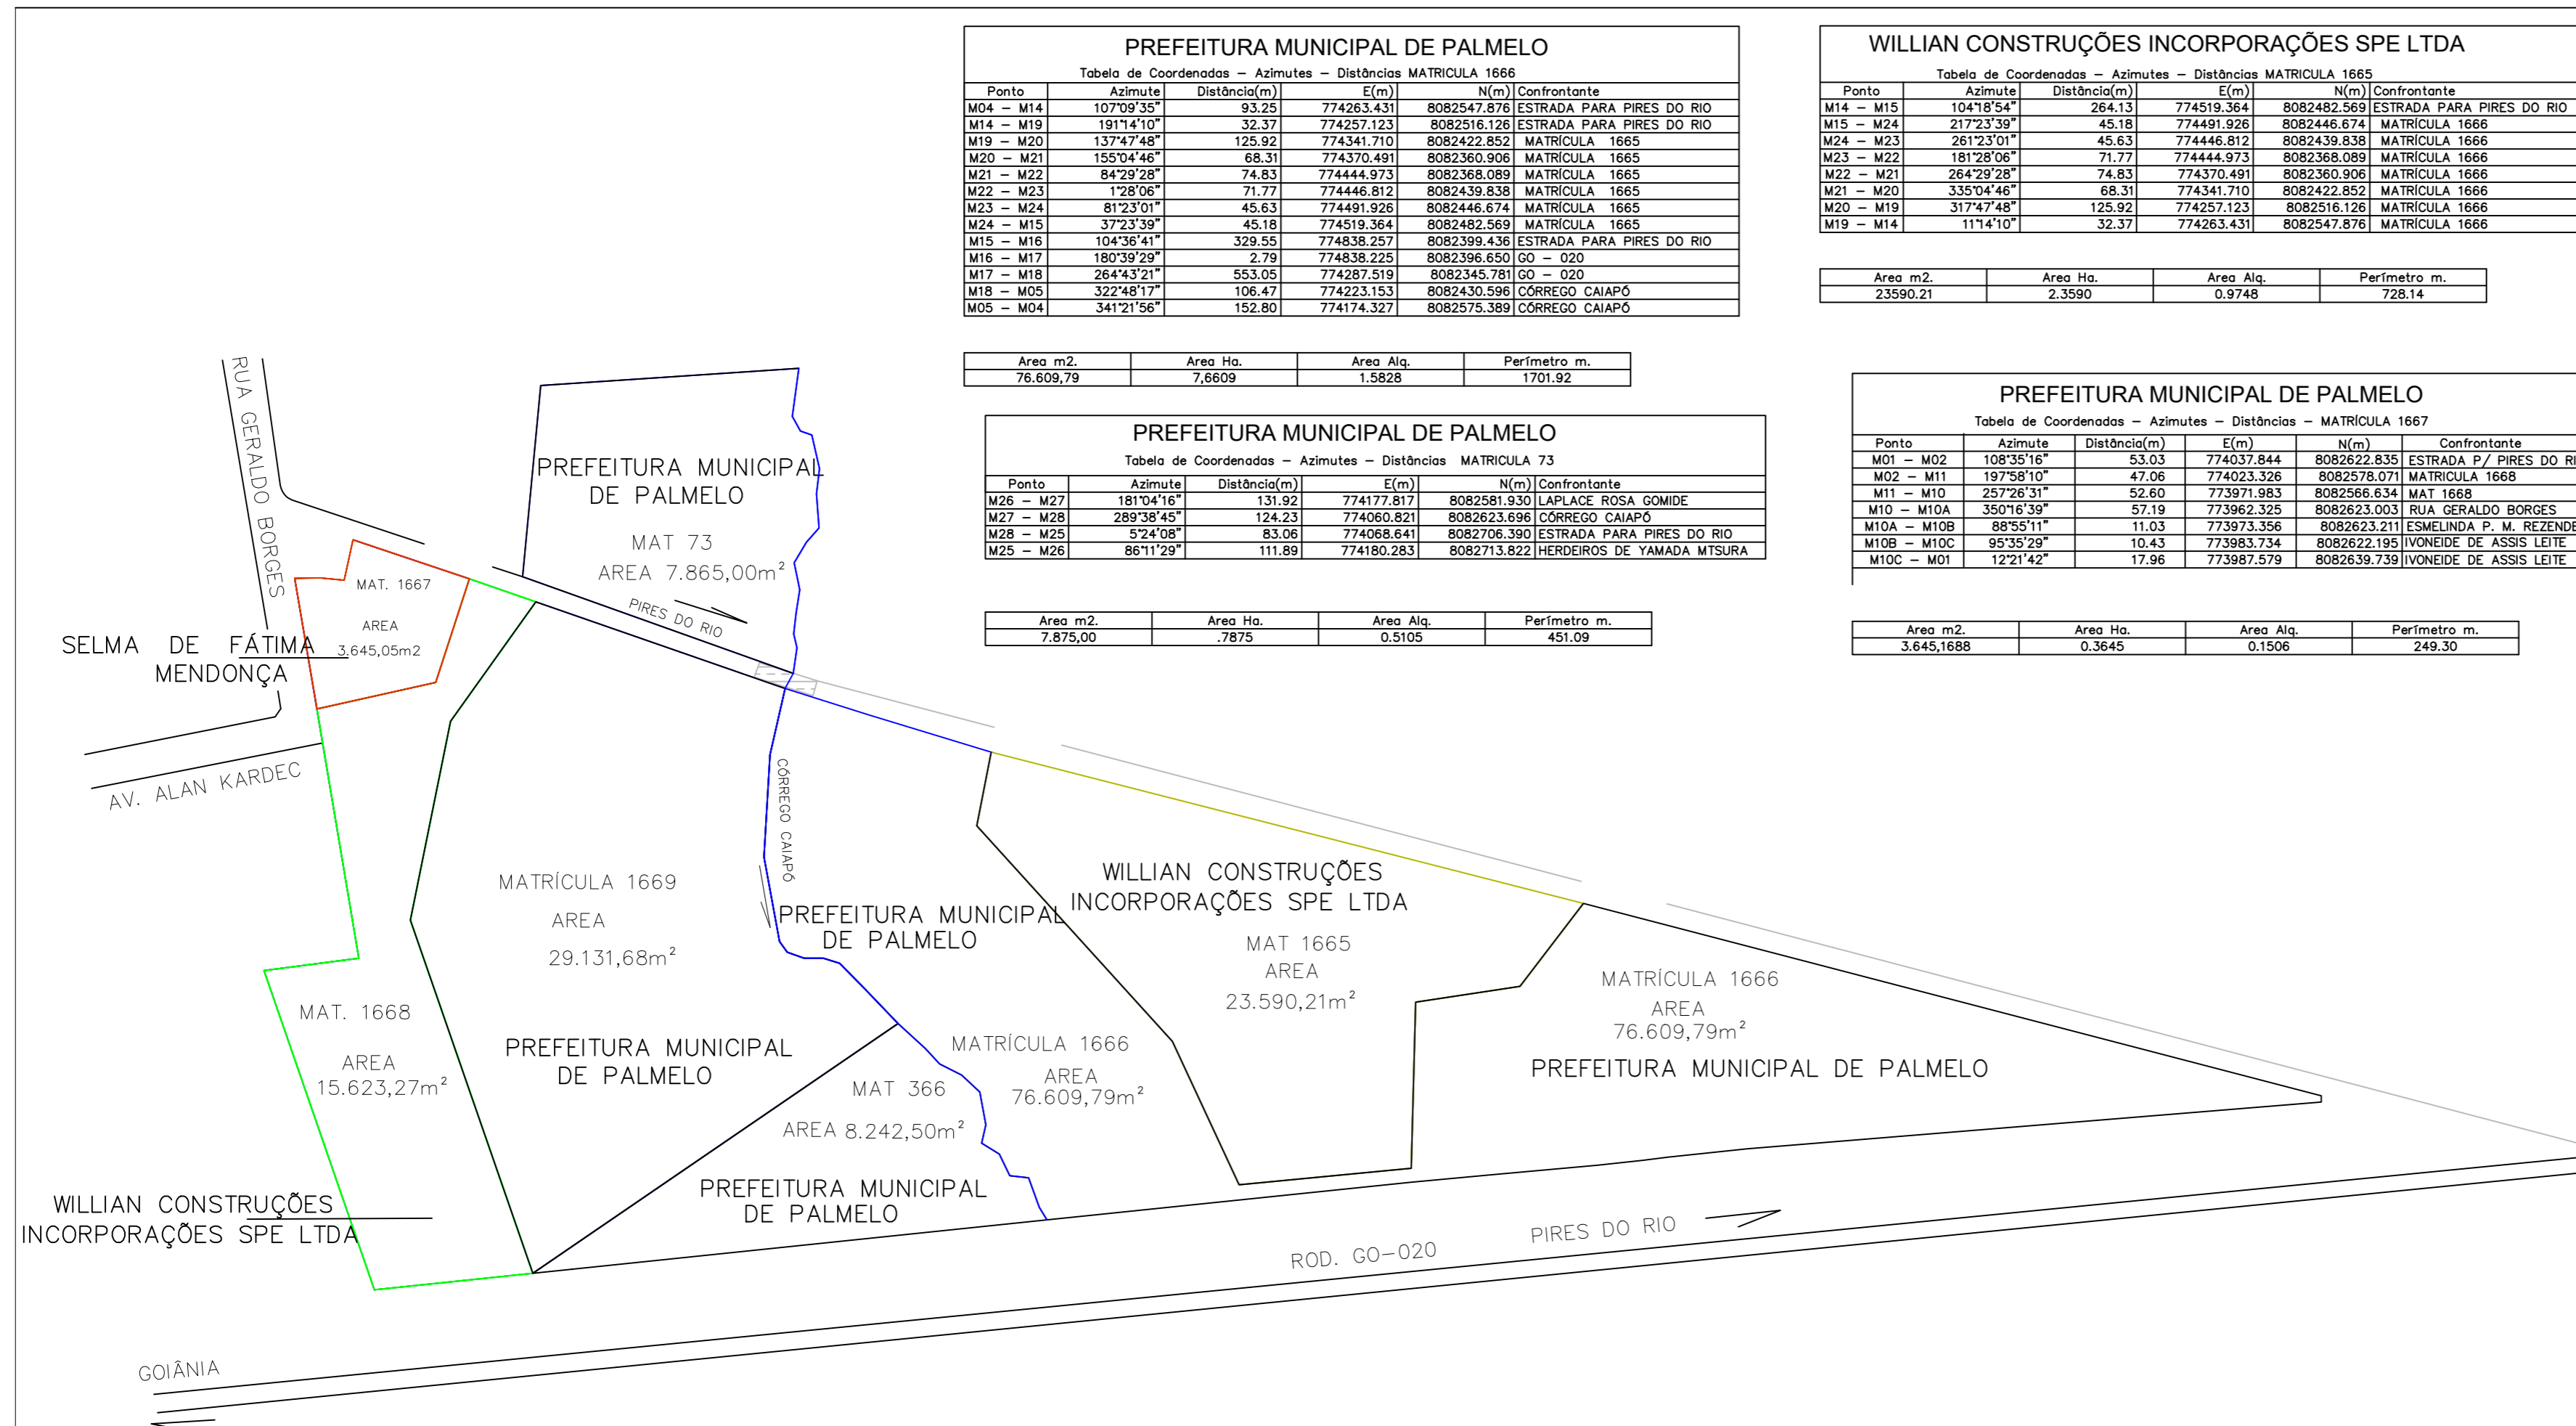 PREFEITURA MUNICIPAL DE PALMELO
Tabela de Coordenadas – Azimutes – Distâncias MATRICULA 1666
Ponto Azimute Distância(m) E(m) N(m) Confrontante
M04 – M14 107°09'35" 93.25 774263.431 8082547.876 ESTRADA PARA PIRES DO RIO
M14 – M19 191°14'10" 32.37 774257.123 8082516.126 ESTRADA PARA PIRES DO RIO
M19 – M20 137°47'48" 125.92 774341.710 8082422.852 MATRÍCULA 1665
M20 – M21 155°04'46" 68.31 774370.491 8082360.906 MATRÍCULA 1665
M21 – M22 84°29'28" 74.83 774444.973 8082368.089 MATRÍCULA 1665
M22 – M23 1°28'06" 71.77 774446.812 8082439.838 MATRÍCULA 1665
M23 – M24 81°23'01" 45.63 774491.926 8082446.674 MATRÍCULA 1665
M24 – M15 37°23'39" 45.18 774519.364 8082482.569 MATRÍCULA 1665
M15 – M16 104°36'41" 329.55 774838.257 8082399.436 ESTRADA PARA PIRES DO RIO
M16 – M17 180°39'29" 2.79 774838.225 8082396.650 GO – 020
M17 – M18 264°43'21" 553.05 774287.519 8082345.781 GO – 020
M18 – M05 322°48'17" 106.47 774223.153 8082430.596 CÓRREGO CAIAPÓ
M05 – M04 341°21'56" 152.80 774174.327 8082575.389 CÓRREGO CAIAPÓ
Area m2. Area Ha. Area Alq. Perímetro m.
76.609,79 7,6609 1.5828 1701.92
WILLIAN CONSTRUÇÕES INCORPORAÇÕES SPE LTDA
Tabela de Coordenadas – Azimutes – Distâncias MATRICULA 1665
Ponto Azimute Distância(m) E(m) N(m) Confrontante
M14 – M15 104°18'54" 264.13 774519.364 8082482.569 ESTRADA PARA PIRES DO RIO
M15 – M24 217°23'39" 45.18 774491.926 8082446.674 MATRÍCULA 1666
M24 – M23 261°23'01" 45.63 774446.812 8082439.838 MATRÍCULA 1666
M23 – M22 181°28'06" 71.77 774444.973 8082368.089 MATRÍCULA 1666
M22 – M21 264°29'28" 74.83 774370.491 8082360.906 MATRÍCULA 1666
M21 – M20 335°04'46" 68.31 774341.710 8082422.852 MATRÍCULA 1666
M20 – M19 317°47'48" 125.92 774257.123 8082516.126 MATRÍCULA 1666
M19 – M14 11°14'10" 32.37 774263.431 8082547.876 MATRÍCULA 1666
Area m2. Area Ha. Area Alq. Perímetro m.
23590.21 2.3590 0.9748 728.14
PREFEITURA MUNICIPAL DE PALMELO
Tabela de Coordenadas – Azimutes – Distâncias MATRICULA 73
Ponto Azimute Distância(m) E(m) N(m) Confrontante
M26 – M27 181°04'16" 131.92 774177.817 8082581.930 LAPLACE ROSA GOMIDE
M27 – M28 289°38'45" 124.23 774060.821 8082623.696 CÓRREGO CAIAPÓ
M28 – M25 5°24'08" 83.06 774068.641 8082706.390 ESTRADA PARA PIRES DO RIO
M25 – M26 86°11'29" 111.89 774180.283 8082713.822 HERDEIROS DE YAMADA MTSURA
Area m2. Area Ha. Area Alq. Perímetro m.
7.875,00 .7875 0.5105 451.09
PREFEITURA MUNICIPAL DE PALMELO
Tabela de Coordenadas – Azimutes – Distâncias – MATRÍCULA 1667
Ponto Azimute Distância(m) E(m) N(m) Confrontante
M01 – M02 108°35'16" 53.03 774037.844 8082622.835 ESTRADA P/ PIRES DO RI
M02 – M11 197°58'10" 47.06 774023.326 8082578.071 MATRICULA 1668
M11 – M10 257°26'31" 52.60 773971.983 8082566.634 MAT 1668
M10 – M10A 350°16'39" 57.19 773962.325 8082623.003 RUA GERALDO BORGES
M10A – M10B 88°55'11" 11.03 773973.356 8082623.211 ESMELINDA P. M. REZENDE
M10B – M10C 95°35'29" 10.43 773983.734 8082622.195 IVONEIDE DE ASSIS LEITE
M10C – M01 12°21'42" 17.96 773987.579 8082639.739 IVONEIDE DE ASSIS LEITE
Area m2. Area Ha. Area Alq. Perímetro m.
3.645,1688 0.3645 0.1506 249.30
RUA GERALDO BORGES
PREFEITURA MUNICIPAL
DE PALMELO
MAT 73
AREA 7.865,00m²
PIRES DO RIO
MAT. 1667
AREA
3.645,05m2
SELMA DE FÁTIMA
MENDONÇA
AV. ALAN KARDEC
CÓRREGO CAIAPÓ
MATRÍCULA 1669
AREA
29.131,68m²
PREFEITURA MUNICIPAL
DE PALMELO
PREFEITURA MUNICIPAL
DE PALMELO
WILLIAN CONSTRUÇÕES
INCORPORAÇÕES SPE LTDA
MAT 1665
AREA
23.590,21m²
MATRÍCULA 1666
AREA
76.609,79m²
PREFEITURA MUNICIPAL DE PALMELO
MAT. 1668
AREA
15.623,27m²
MATRÍCULA 1666
AREA
76.609,79m²
MAT 366
AREA 8.242,50m²
PREFEITURA MUNICIPAL
DE PALMELO
WILLIAN CONSTRUÇÕES
INCORPORAÇÕES SPE LTDA
ROD. GO–020
PIRES DO RIO
GOIÂNIA